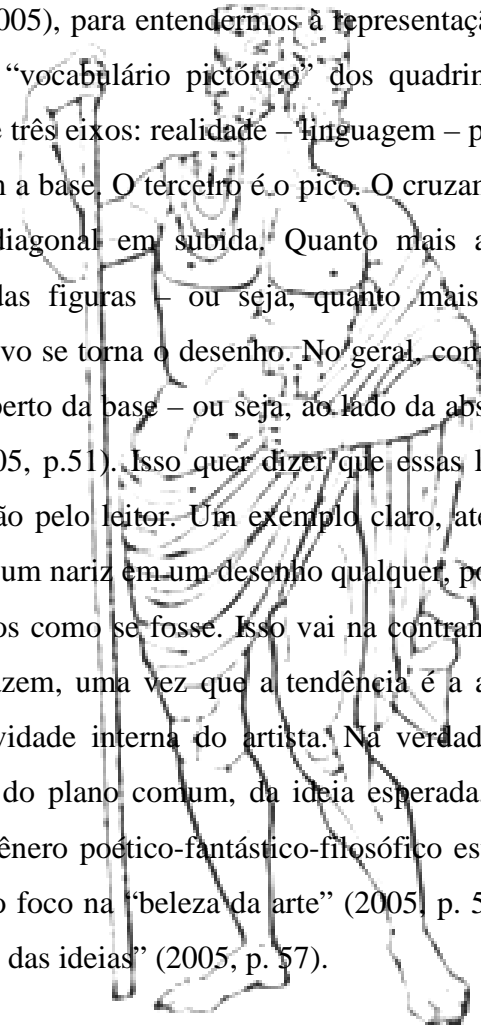 005), para entendermos à representaçã
“vocabulário pictórico” dos quadrin
e três eixos: realidade – linguagem – p
m a base. O terceiro é o pico. O cruzan
diagonal em subida. Quanto mais a
das figuras – ou seja, quanto mais
vo se torna o desenho. No geral, com
perto da base – ou seja, ao lado da abs
05, p.51). Isso quer dizer que essas l
ão pelo leitor. Um exemplo claro, ate
um nariz em um desenho qualquer, po
os como se fosse. Isso vai na contran
azem, uma vez que a tendência é a a
vidade interna do artista. Na verdad
do plano comum, da ideia esperada.
ênero poético-fantástico-filosófico es
o foco na “beleza da arte” (2005, p. 5
das ideias” (2005, p. 57).